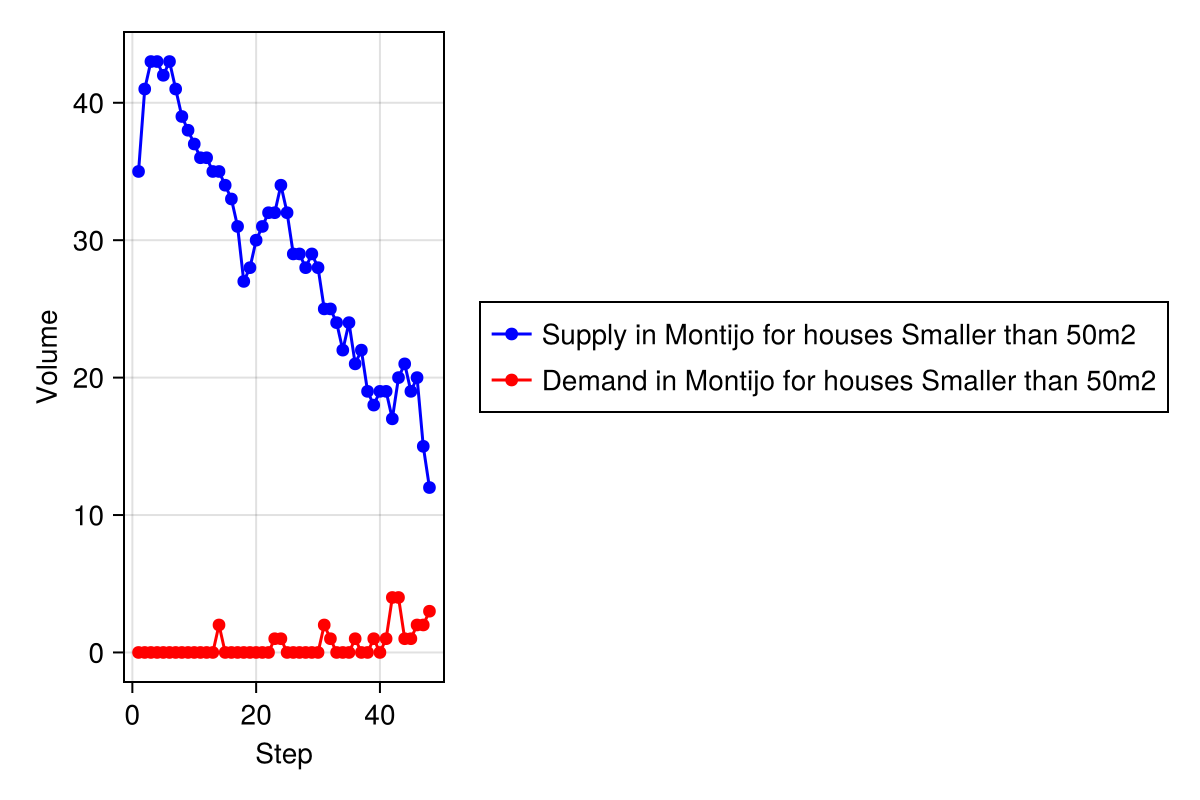 40
30
20
10
0
Volume
0 20 40
Step
Supply in Montijo for houses Smaller than 50m2
Demand in Montijo for houses Smaller than 50m2